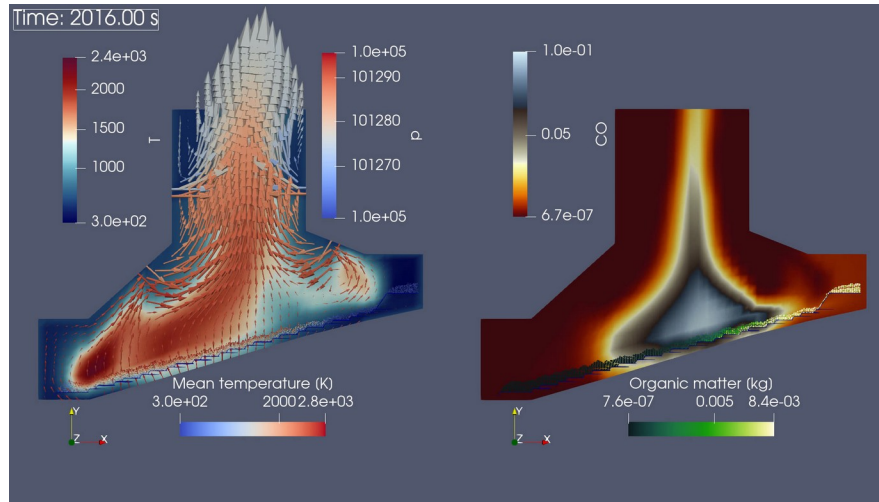 Time: 2016.00 s
2.4e+03
2000
1500
1000
3.0e+02
T
1.0e+05
101290
101280
101270
1.0e+05
p
1.0e-01
0.05
6.7e-07
CO
Mean temperature (K)
3.0e+02 2000 2.8e+03
Organic matter (kg)
7.6e-07 0.005 8.4e-03
Y
Z X
Y
Z X